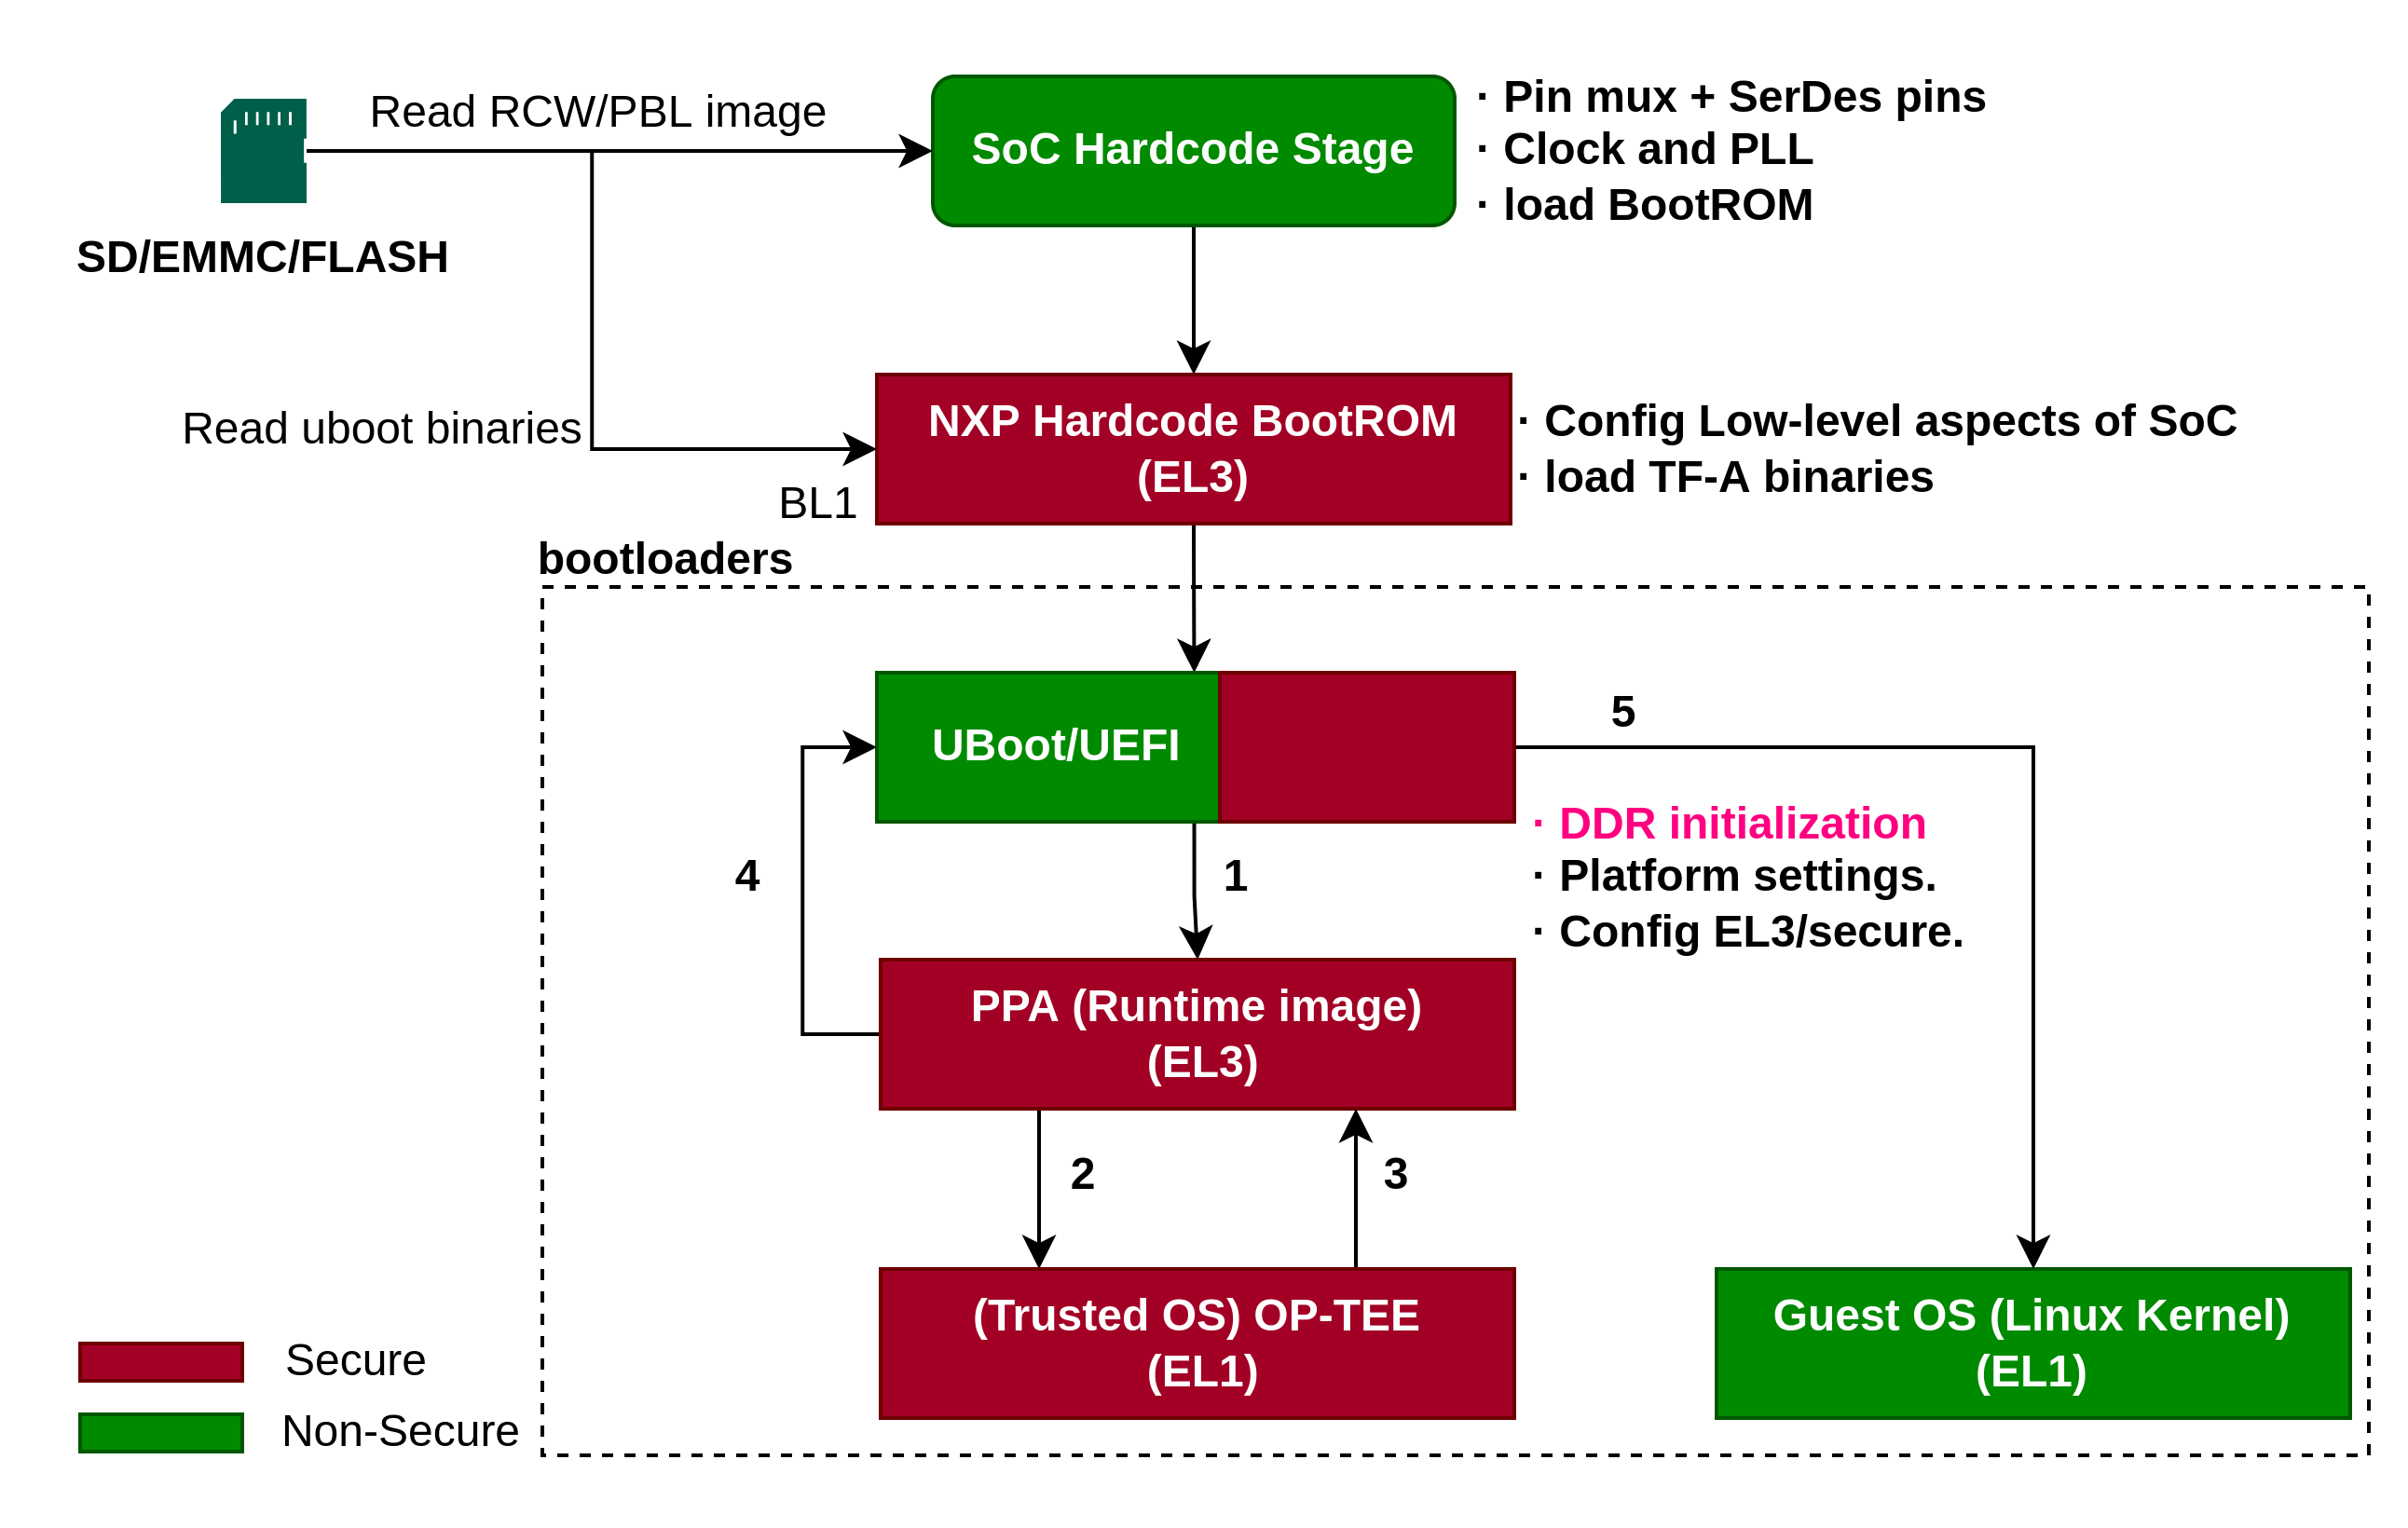 Read RCW/PBL image
SD/EMMC/FLASH
SoC Hardcode Stage
· Pin mux + SerDes pins
· Clock and PLL
· load BootROM
Read uboot binaries
NXP Hardcode BootROM
(EL3)
· Config Low-level aspects of SoC
· load TF-A binaries
BL1
bootloaders
UBoot/UEFI
5
· DDR initialization
· Platform settings.
· Config EL3/secure.
4
1
PPA (Runtime image)
(EL3)
2
3
(Trusted OS) OP-TEE
(EL1)
Guest OS (Linux Kernel)
(EL1)
Secure
Non-Secure